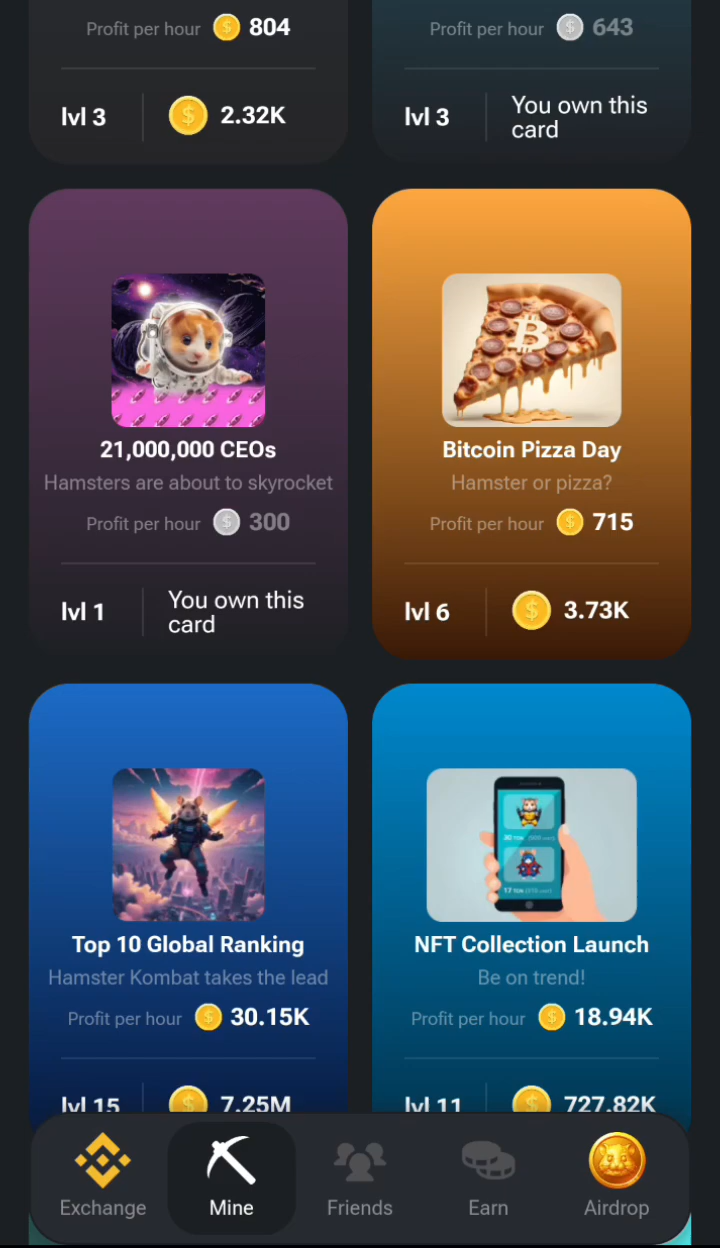 Profit per hour 804
Profit per hour 643
lvl 3 2.32K
lvl 3 You own this
card
21,000,000 CEOs
Hamsters are about to skyrocket
Profit per hour 300
lvl 1 You own this
card
Bitcoin Pizza Day
Hamster or pizza?
Profit per hour 715
lvl 6 3.73K
Top 10 Global Ranking
Hamster Kombat takes the lead
Profit per hour 30.15K
lvl 15 7.25M
NFT Collection Launch
Be on trend!
Profit per hour 18.94K
lvl 11 727.82K
Exchange Mine Friends Earn Airdrop